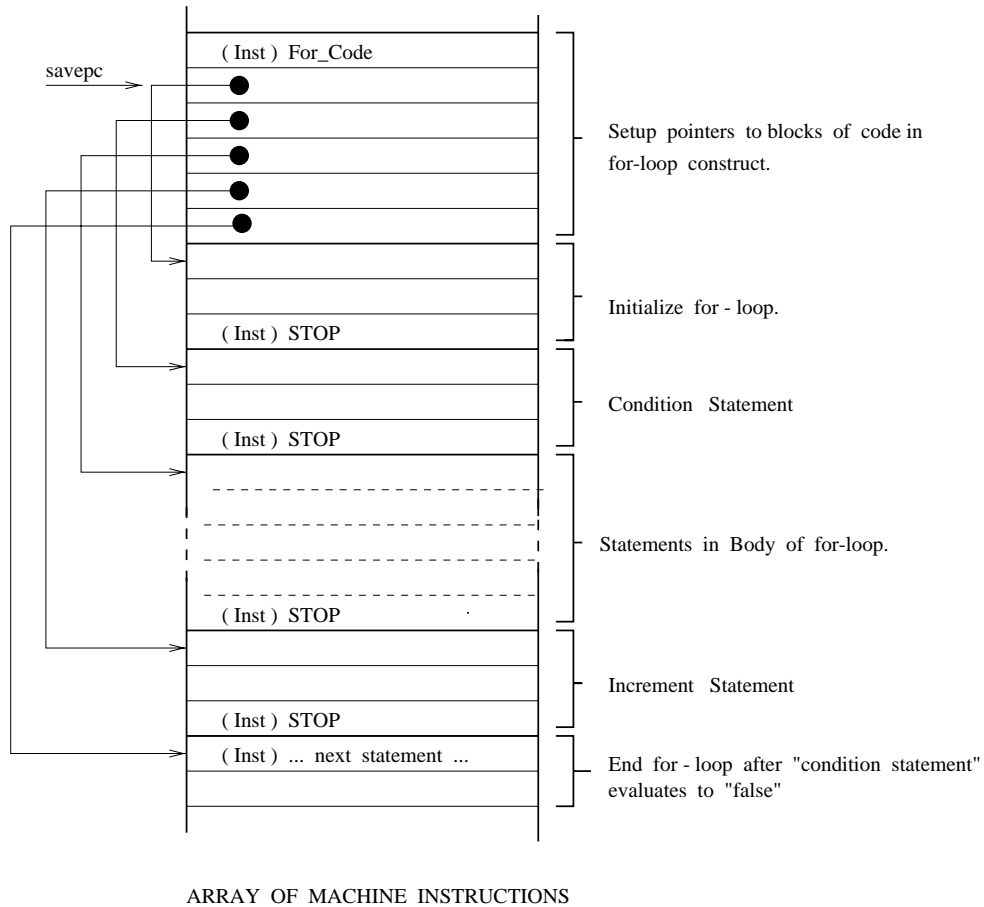 ( Inst ) For_Code
savepc
Setup pointers to blocks of code in
for-loop construct.
Initialize for - loop.
( Inst ) STOP
Condition Statement
( Inst ) STOP
Statements in Body of for-loop.
( Inst ) STOP
Increment Statement
( Inst ) STOP
( Inst ) ... next statement ...
End for - loop after "condition statement"
evaluates to "false"
ARRAY OF MACHINE INSTRUCTIONS